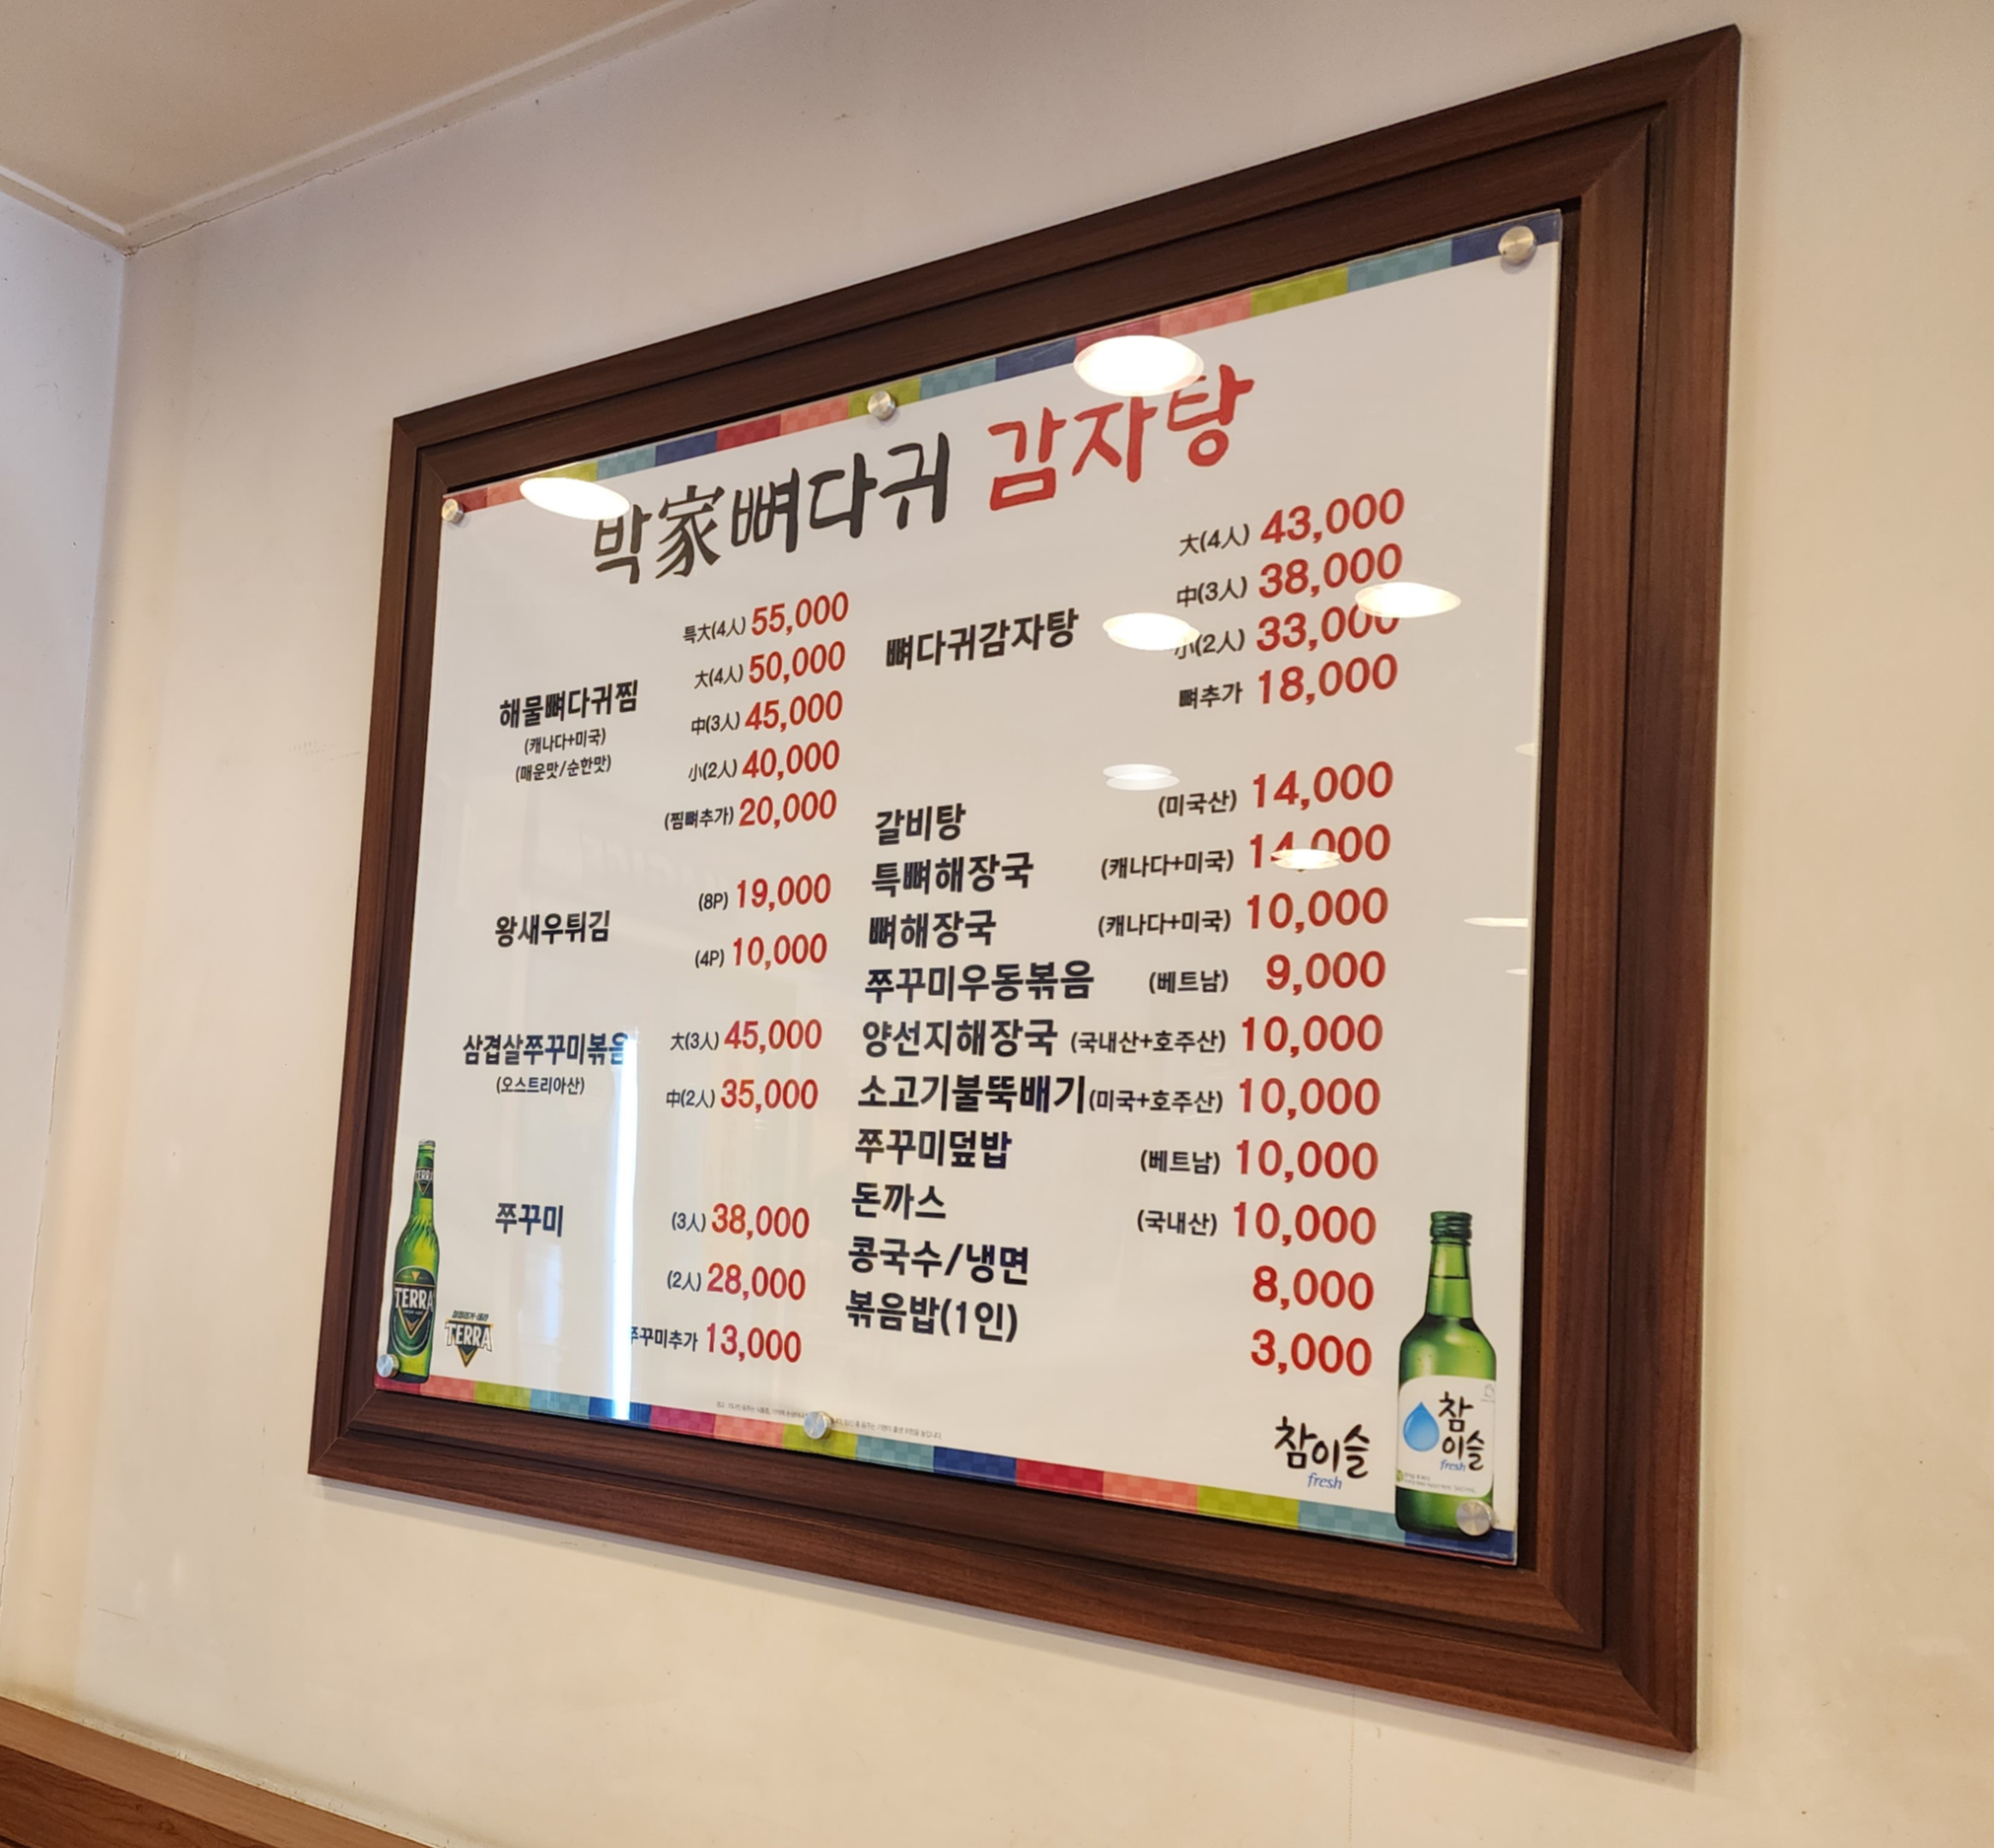 박家뼈다귀 감자탕
해물뼈다귀찜
(캐나다+미국)
(매운맛/순한맛)
특大(4人) 55,000
大(4人) 50,000
中(3人) 45,000
小(2人) 40,000
(찜뼈추가) 20,000
왕새우튀김
(8P) 19,000
(4P) 10,000
삼겹살쭈꾸미볶음
(오스트리아산)
大(3人) 45,000
中(2人) 35,000
쭈꾸미
(3人) 38,000
(2人) 28,000
쭈꾸미추가 13,000
뼈다귀감자탕
大(4人) 43,000
中(3人) 38,000
小(2人) 33,000
뼈추가 18,000
갈비탕 (미국산) 14,000
특뼈해장국 (캐나다+미국) 14,000
뼈해장국 (캐나다+미국) 10,000
쭈꾸미우동볶음 (베트남) 9,000
양선지해장국 (국내산+호주산) 10,000
소고기불뚝배기(미국+호주산) 10,000
쭈꾸미덮밥 (베트남) 10,000
돈까스 (국내산) 10,000
콩국수/냉면 8,000
볶음밥(1인) 3,000
TERRA
TERRA
TERRA
참이슬
fresh
참
이슬
fresh